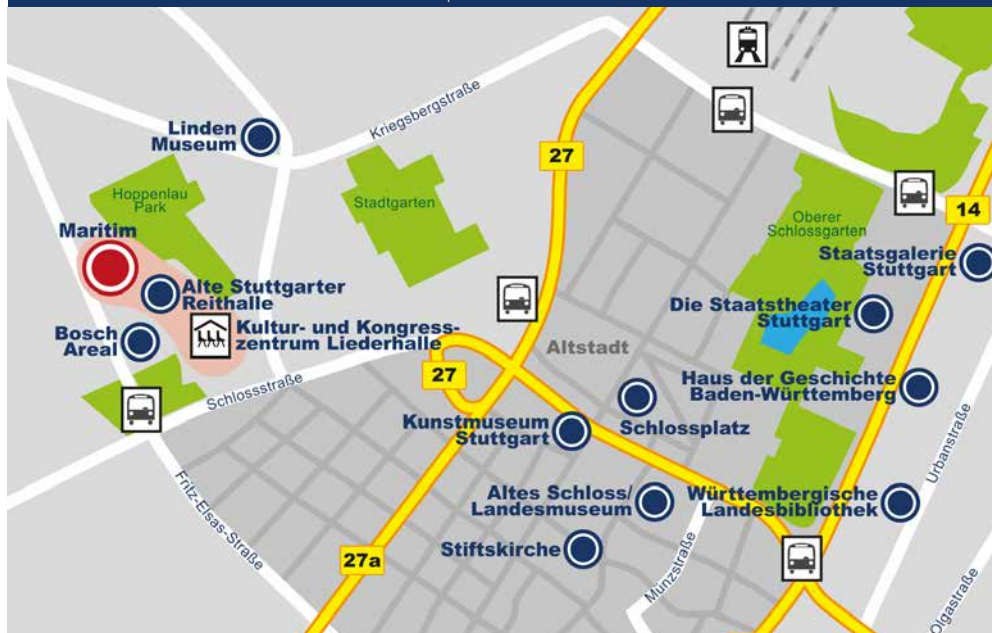 Kriegsbergstraße
27
Linden
Museum
Hoppenlau
Park
Stadtgarten
14
Oberer
Schlossgarten
Maritim
Staatsgalerie
Stuttgart
Alte Stuttgarter
Reithalle
Die Staatstheater
Stuttgart
Bosch
Areal
Kultur- und Kongress-
zentrum Liederhalle
Altstadt
27
Schlossstraße
Haus der Geschichte
Baden-Württemberg
Kunstmuseum
Stuttgart
Schlossplatz
Urbanstraße
Altes Schloss/
Landesmuseum
Württembergische
Landesbibliothek
Fritz-Elsas-Straße
Stiftskirche
27a
Münzstraße
Olgastraße